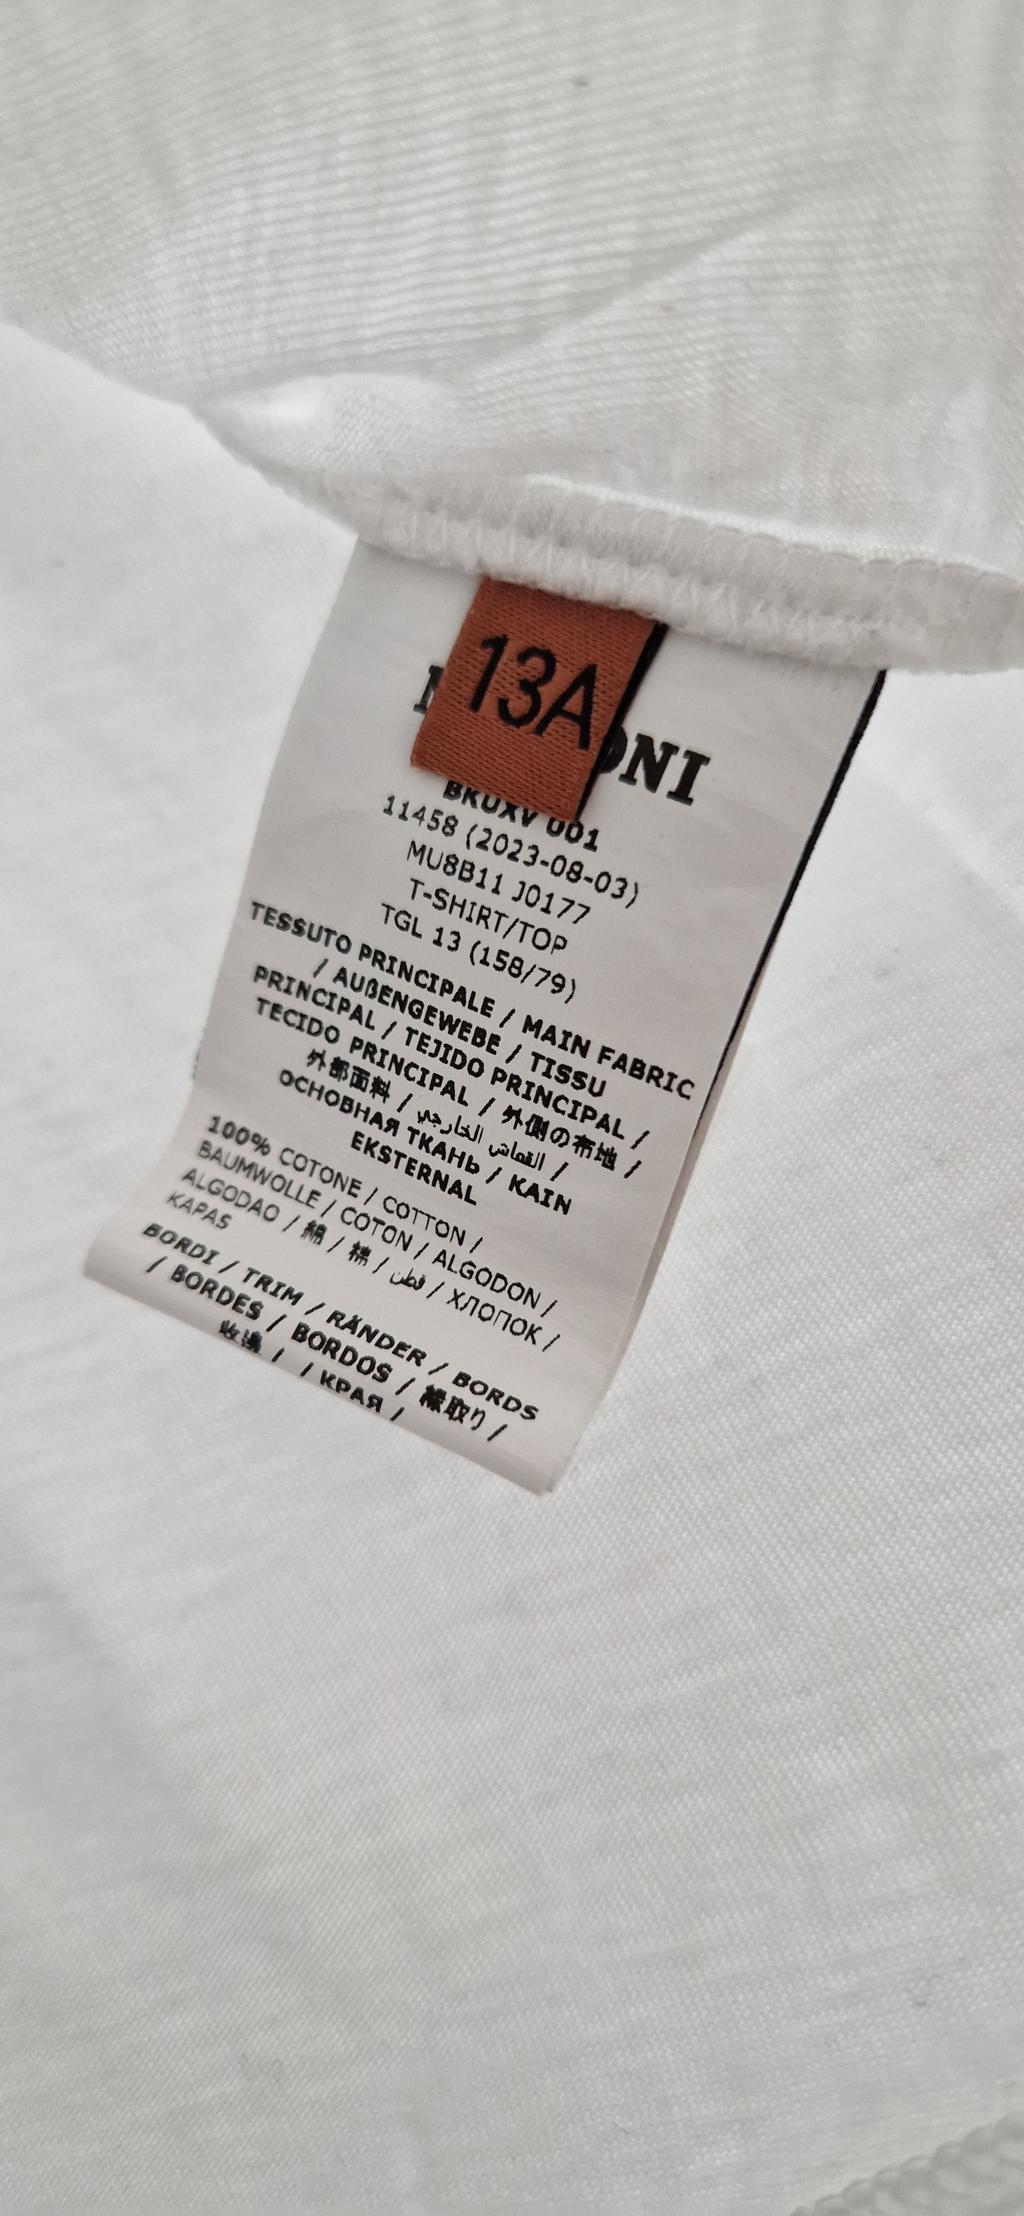 13A
ONI
BKUXV 001
11458 (2023-08-03)
MU8B11 J0177
T-SHIRT/TOP
TGL 13 (158/79)
TESSUTO PRINCIPALE / MAIN FABRIC
/ AUßENGEWEBE / TISSU
PRINCIPAL / TEJIDO PRINCIPAL /
TECIDO PRINCIPAL / 外側の布地 /
外部面料 / القماش الخارجي /
ОСНОВНАЯ ТКАНЬ / KAIN
EKSTERNAL
100% COTONE / COTTON /
BAUMWOLLE / COTON / ALGODON /
ALGODAO / 綿 / 棉 / قطن / ХЛОПОК /
KAPAS
BORDI / TRIM / RÄNDER / BORDS
/ BORDES / BORDOS / 縁取り /
收边 / / КРАЯ /